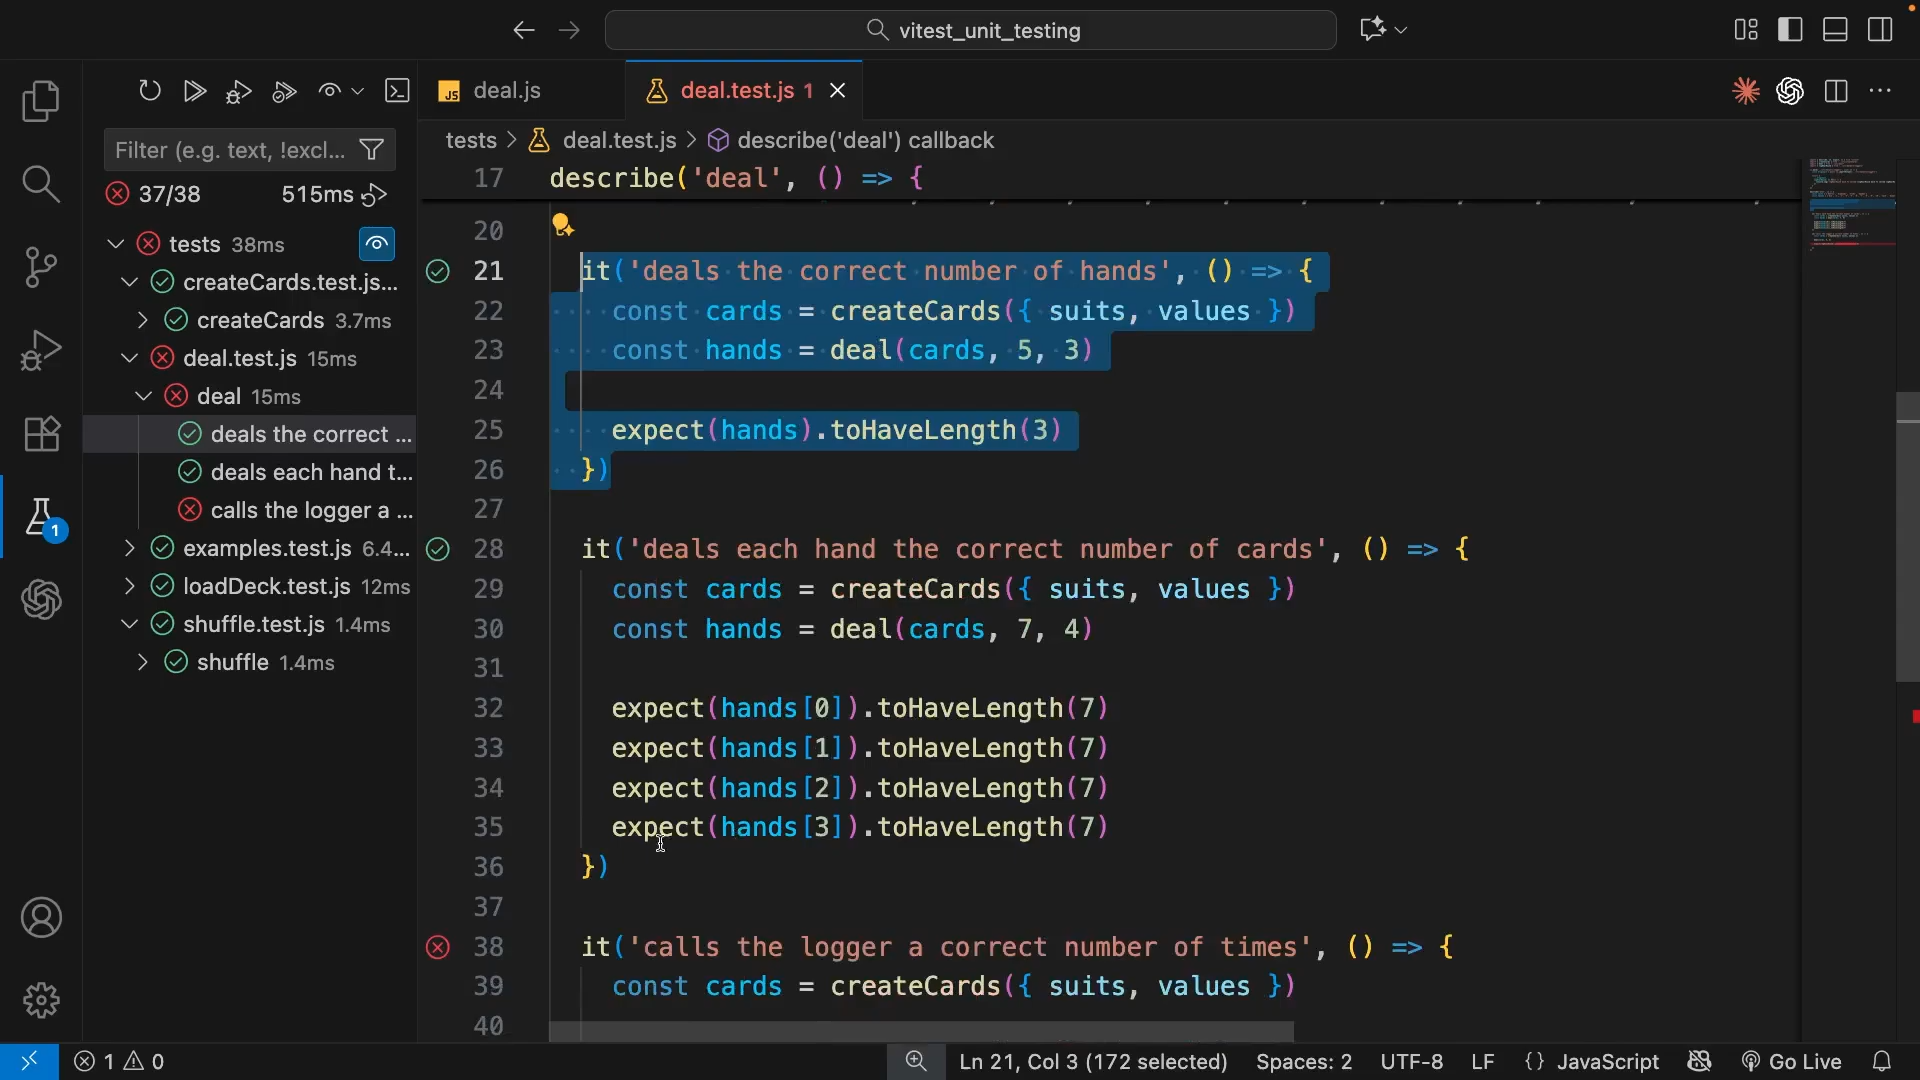 vitest_unit_testing
JS deal.js
deal.test.js 1
Filter (e.g. text, !excl...
tests > deal.test.js > describe('deal') callback
37/38 515ms
tests 38ms
createCards.test.js...
createCards 3.7ms
deal.test.js 15ms
deal 15ms
deals the correct ...
deals each hand t...
calls the logger a ...
examples.test.js 6.4...
loadDeck.test.js 12ms
shuffle.test.js 1.4ms
shuffle 1.4ms
1
17 describe('deal', () => {
20
21 it('deals·the·correct·number·of·hands',·()·=>·{
22 ····const·cards·=·createCards({·suits,·values·})
23 ····const·hands·=·deal(cards,·5,·3)
24
25 ····expect(hands).toHaveLength(3)
26 ··})
27
28 it('deals each hand the correct number of cards', () => {
29 const cards = createCards({ suits, values })
30 const hands = deal(cards, 7, 4)
31
32 expect(hands[0]).toHaveLength(7)
33 expect(hands[1]).toHaveLength(7)
34 expect(hands[2]).toHaveLength(7)
35 expect(hands[3]).toHaveLength(7)
36 })
37
38 it('calls the logger a correct number of times', () => {
39 const cards = createCards({ suits, values })
40
1 0
Ln 21, Col 3 (172 selected) Spaces: 2 UTF-8 LF {} JavaScript Go Live